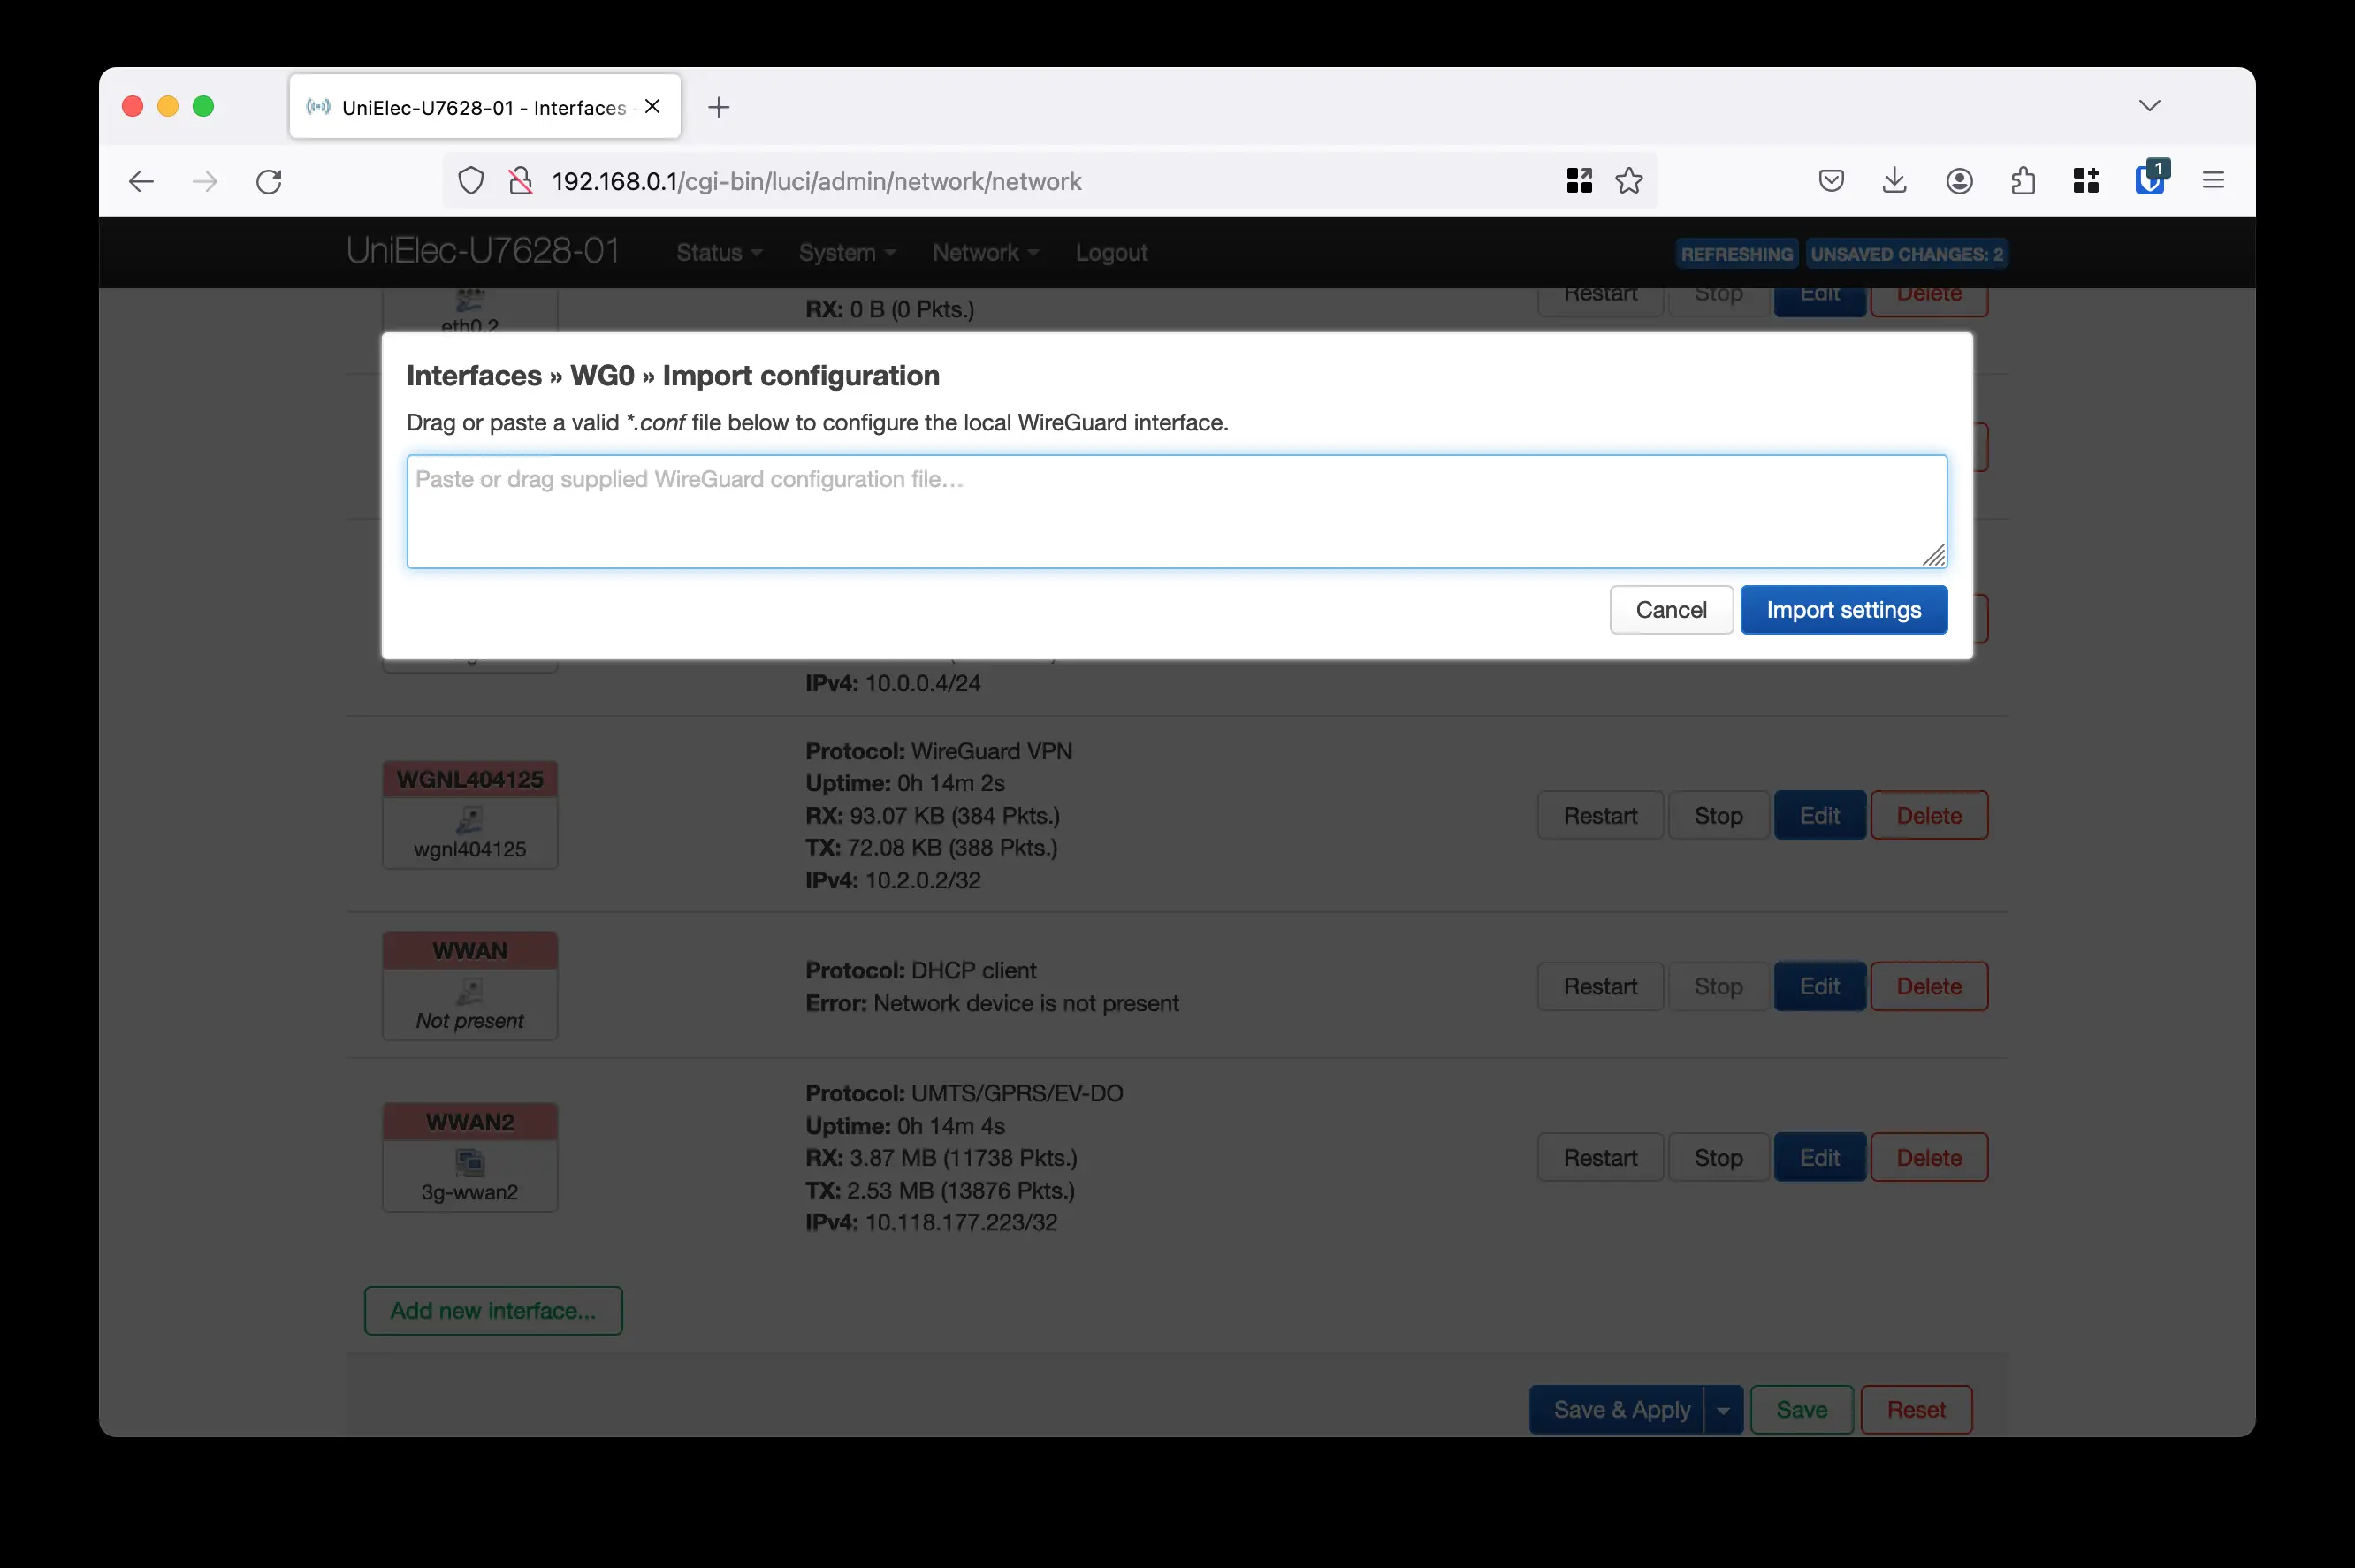 UniElec-U7628-01 - Interfaces -
192.168.0.1/cgi-bin/luci/admin/network/network
1
UniElec-U7628-01 Status System Network Logout REFRESHING UNSAVED CHANGES: 2
eth0.2
RX: 0 B (0 Pkts.)
Restart Stop Edit Delete
Interfaces » WG0 » Import configuration
Drag or paste a valid *.conf file below to configure the local WireGuard interface.
Paste or drag supplied WireGuard configuration file…
Cancel Import settings
IPv4: 10.0.0.4/24
WGNL404125
wgnl404125
Protocol: WireGuard VPN
Uptime: 0h 14m 2s
RX: 93.07 KB (384 Pkts.)
TX: 72.08 KB (388 Pkts.)
IPv4: 10.2.0.2/32
Restart Stop Edit Delete
WWAN
Not present
Protocol: DHCP client
Error: Network device is not present
Restart Stop Edit Delete
WWAN2
3g-wwan2
Protocol: UMTS/GPRS/EV-DO
Uptime: 0h 14m 4s
RX: 3.87 MB (11738 Pkts.)
TX: 2.53 MB (13876 Pkts.)
IPv4: 10.118.177.223/32
Restart Stop Edit Delete
Add new interface...
Save & Apply Save Reset